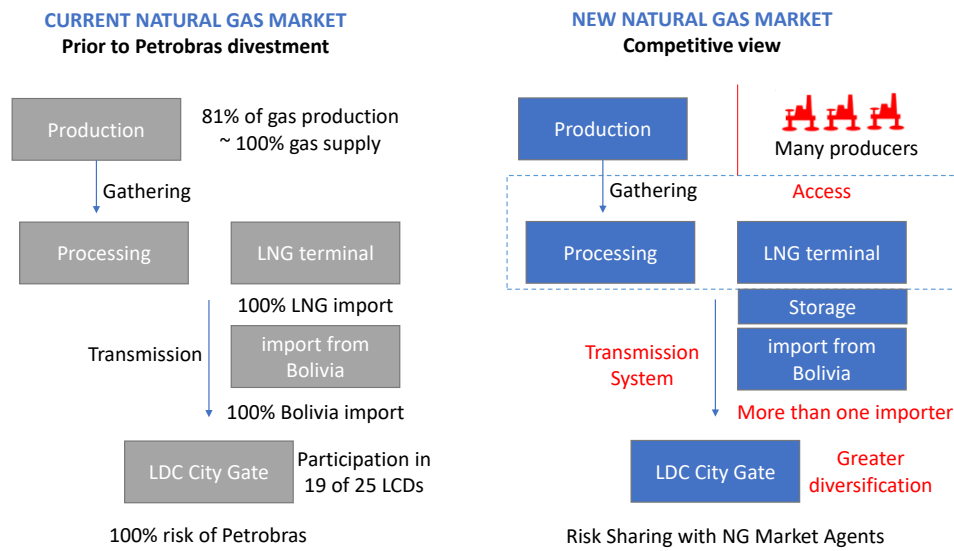 CURRENT NATURAL GAS MARKET
Prior to Petrobras divestment
Production
81% of gas production
~ 100% gas supply
Gathering
Processing
LNG terminal
100% LNG import
Transmission
import from
Bolivia
100% Bolivia import
LDC City Gate
Participation in
19 of 25 LCDs
100% risk of Petrobras
NEW NATURAL GAS MARKET
Competitive view
Production
Many producers
Gathering
Access
Processing
LNG terminal
Storage
Transmission
System
import from
Bolivia
More than one importer
LDC City Gate
Greater
diversification
Risk Sharing with NG Market Agents